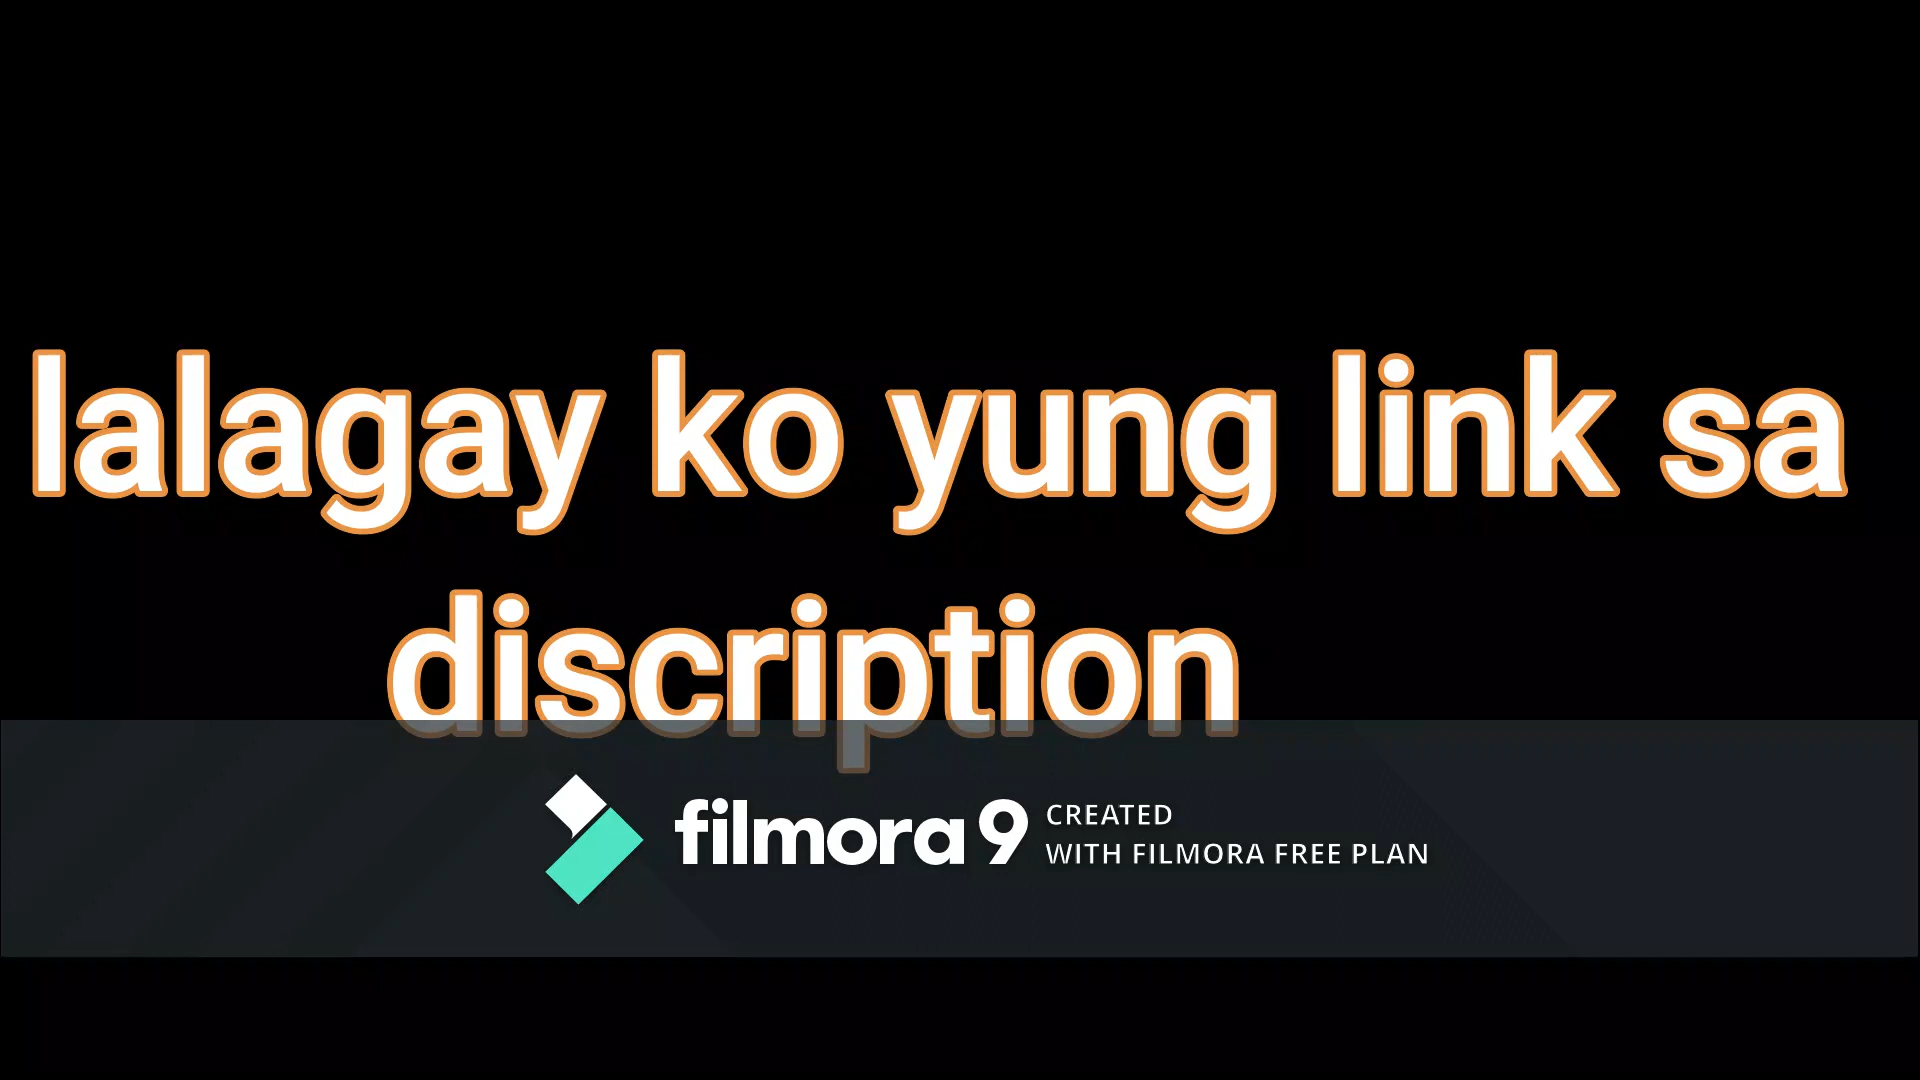 lalagay ko yung link sa
discription
filmora 9 CREATED
WITH FILMORA FREE PLAN